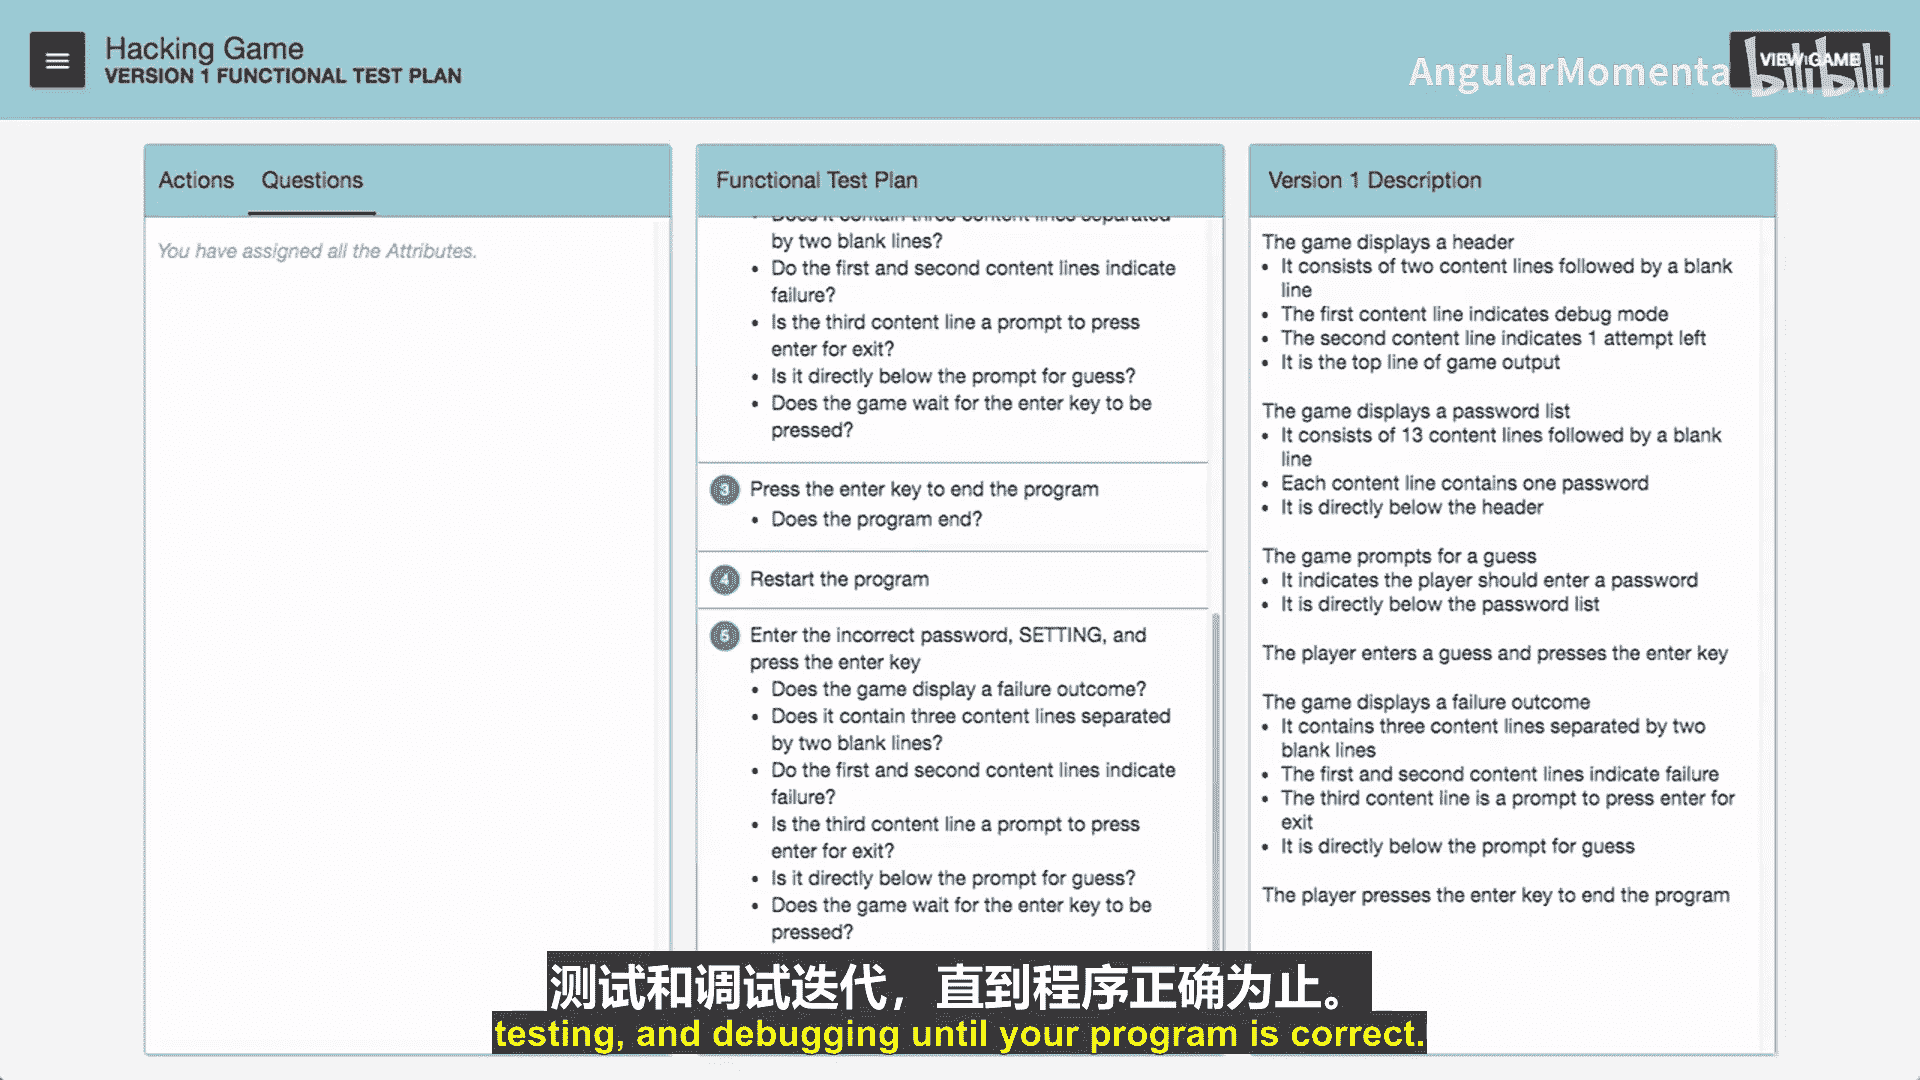 Hacking Game
VERSION 1 FUNCTIONAL TEST PLAN
AngularMomenta
VIEW GAME
bilibili
Actions
Questions
You have assigned all the Attributes.
Functional Test Plan
• Does it contain three content lines separated
by two blank lines?
• Do the first and second content lines indicate
failure?
• Is the third content line a prompt to press
enter for exit?
• Is it directly below the prompt for guess?
• Does the game wait for the enter key to be
pressed?
3 Press the enter key to end the program
• Does the program end?
4 Restart the program
5 Enter the incorrect password, SETTING, and
press the enter key
• Does the game display a failure outcome?
• Does it contain three content lines separated
by two blank lines?
• Do the first and second content lines indicate
failure?
• Is the third content line a prompt to press
enter for exit?
• Is it directly below the prompt for guess?
• Does the game wait for the enter key to be
pressed?
Version 1 Description
The game displays a header
• It consists of two content lines followed by a blank
line
• The first content line indicates debug mode
• The second content line indicates 1 attempt left
• It is the top line of game output
The game displays a password list
• It consists of 13 content lines followed by a blank
line
• Each content line contains one password
• It is directly below the header
The game prompts for a guess
• It indicates the player should enter a password
• It is directly below the password list
The player enters a guess and presses the enter key
The game displays a failure outcome
• It contains three content lines separated by two
blank lines
• The first and second content lines indicate failure
• The third content line is a prompt to press enter for
exit
• It is directly below the prompt for guess
The player presses the enter key to end the program
测试和调试迭代，直到程序正确为止。
testing, and debugging until your program is correct.